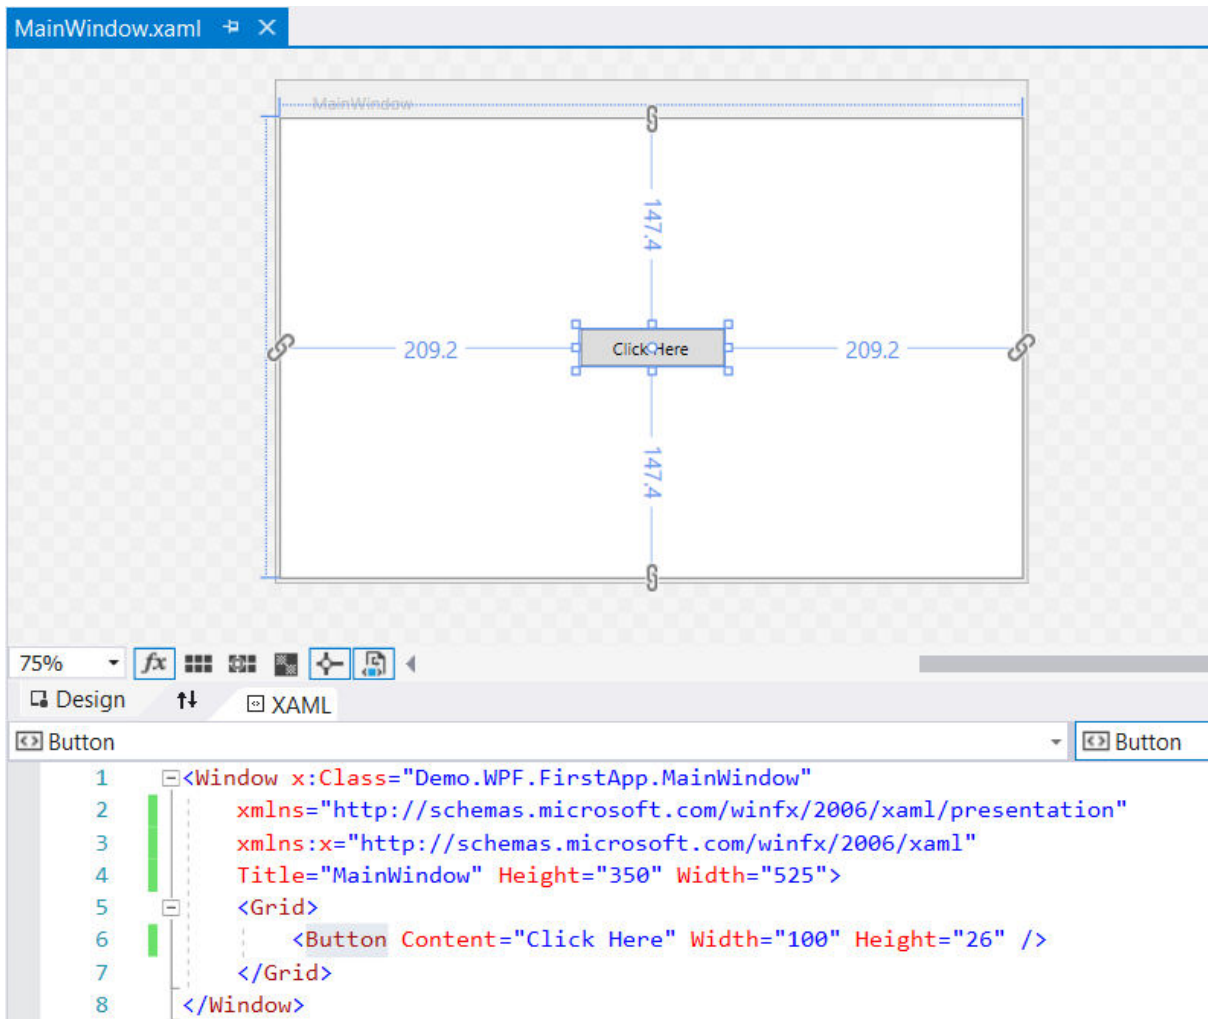 MainWindow.xaml
MainWindow
147.4
209.2
Click Here
209.2
147.4
75%
fx
Design
XAML
Button
Button
1 <Window x:Class="Demo.WPF.FirstApp.MainWindow"
2 xmlns="http://schemas.microsoft.com/winfx/2006/xaml/presentation"
3 xmlns:x="http://schemas.microsoft.com/winfx/2006/xaml"
4 Title="MainWindow" Height="350" Width="525">
5 <Grid>
6 <Button Content="Click Here" Width="100" Height="26" />
7 </Grid>
8 </Window>